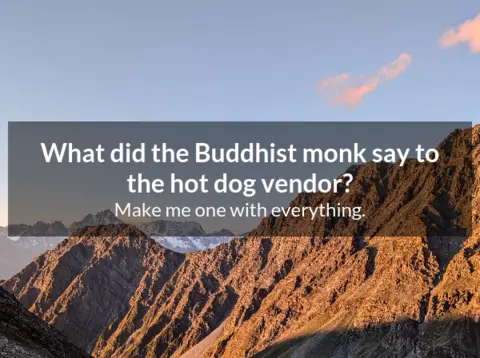 What did the Buddhist monk say to
the hot dog vendor?
Make me one with everything.